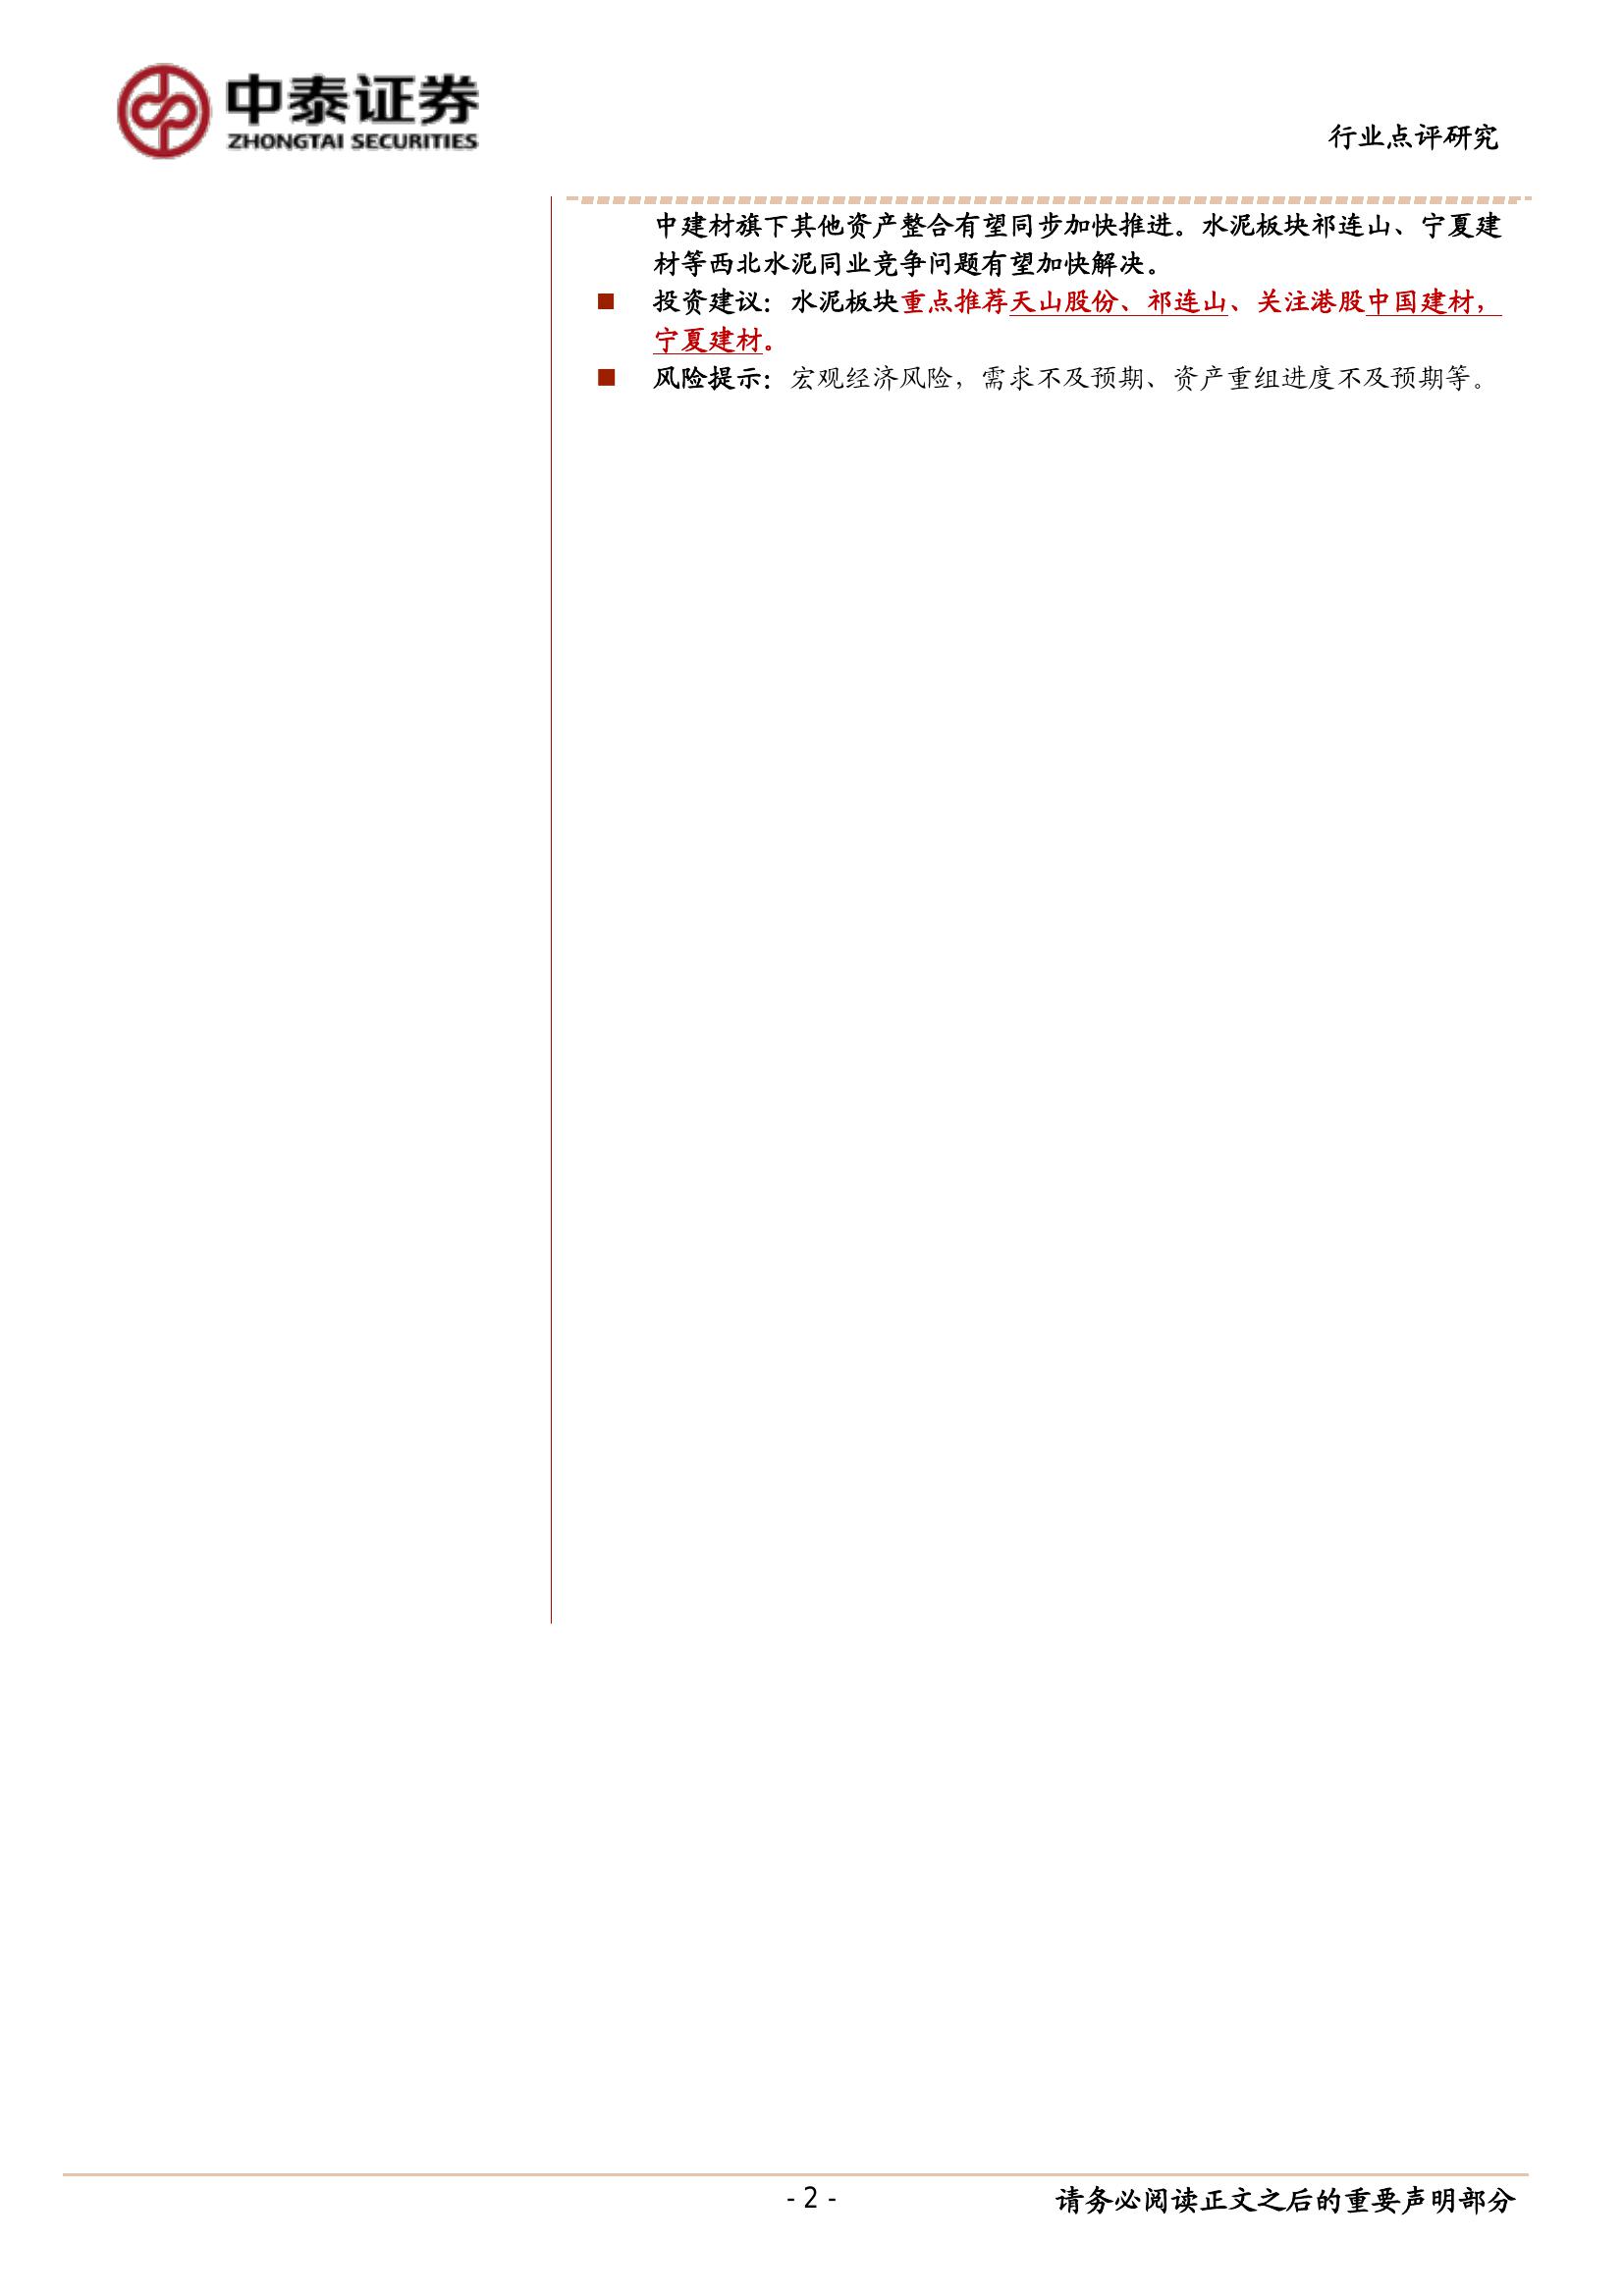 中泰证券
ZHONGTAI SECURITIES
行业点评研究
中建材旗下其他资产整合有望同步加快推进。水泥板块祁连山、宁夏建
材等西北水泥同业竞争问题有望加快解决。
投资建议：水泥板块重点推荐天山股份、祁连山、关注港股中国建材，
宁夏建材。
风险提示：宏观经济风险，需求不及预期、资产重组进度不及预期等。
- 2 -
请务必阅读正文之后的重要声明部分